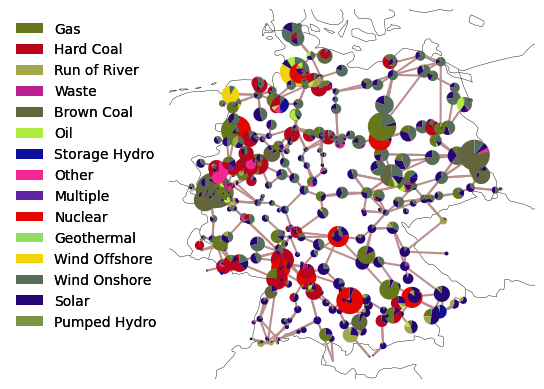 Gas
Hard Coal
Run of River
Waste
Brown Coal
Oil
Storage Hydro
Other
Multiple
Nuclear
Geothermal
Wind Offshore
Wind Onshore
Solar
Pumped Hydro